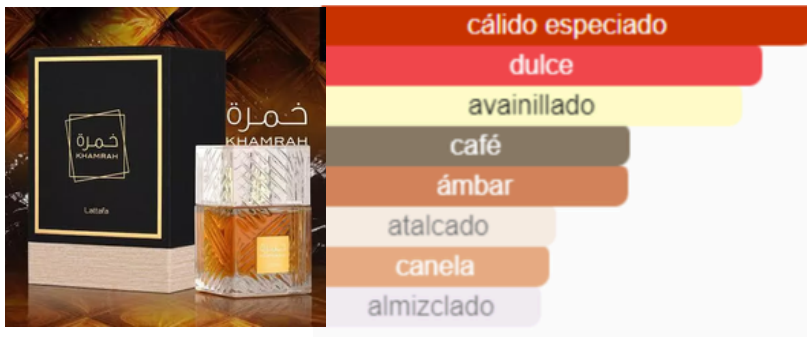 خمرة
KHAMRAH
Lattafa
خمرة
KHAMRAH
cálido especiado
dulce
avainillado
café
ámbar
atalcado
canela
almizclado